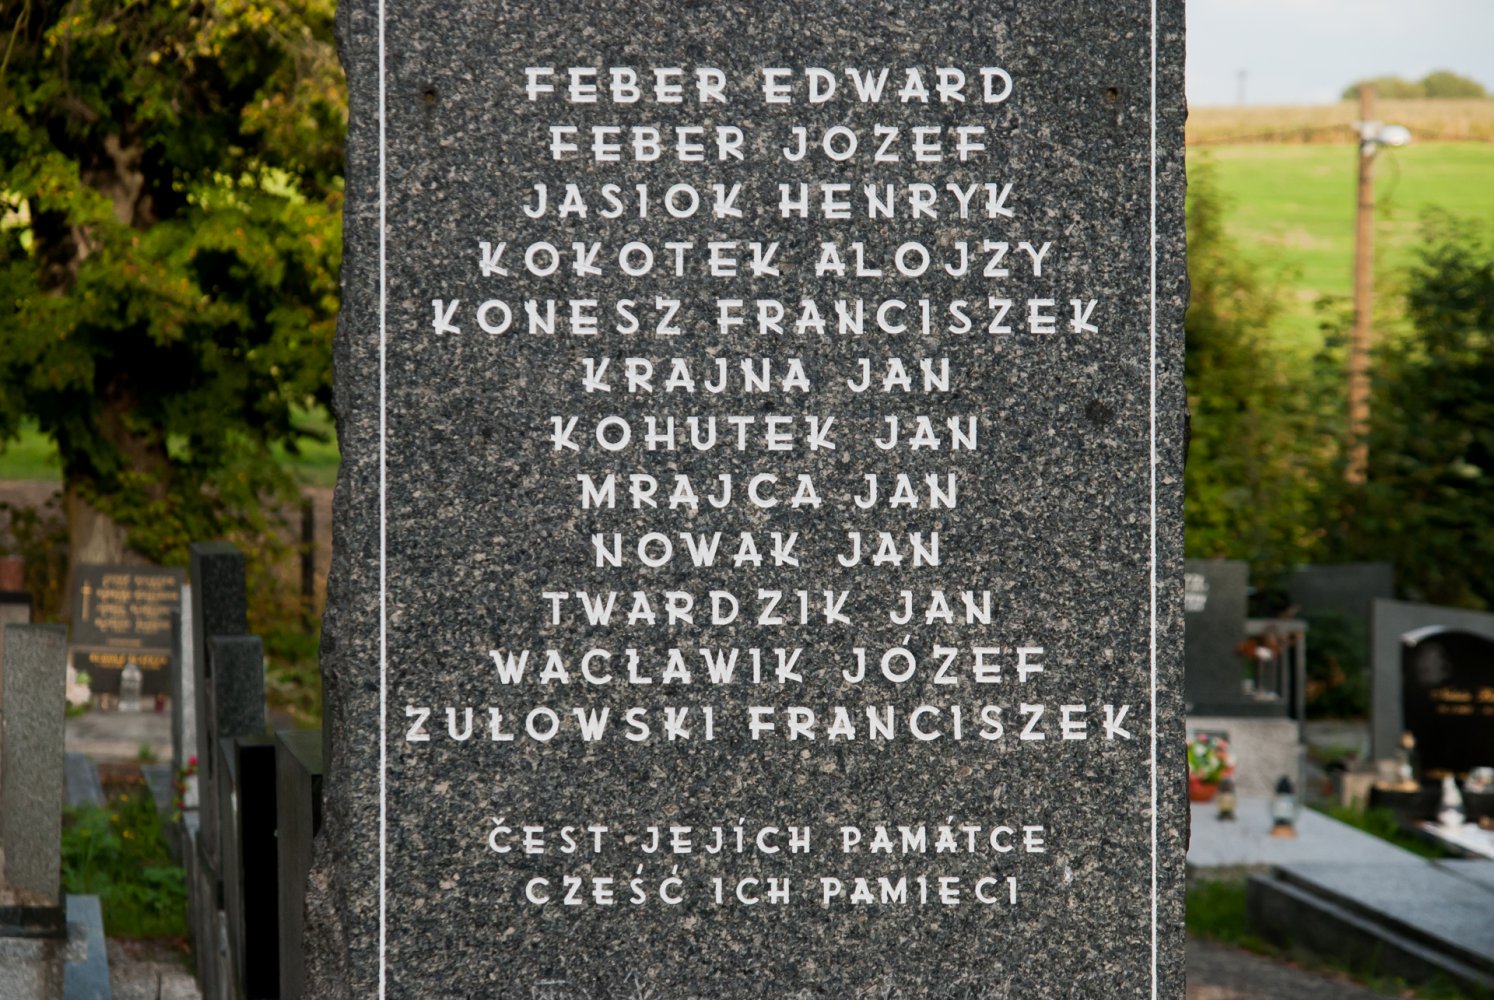 FEBER EDWARD
FEBER JOZEF
JASIOK HENRYK
KOKOTEK ALOJZY
KONESZ FRANCISZEK
KRAJNA JAN
KOHUTEK JAN
MRAJCA JAN
NOWAK JAN
TWARDZIK JAN
WACŁAWIK JÓZEF
ZUŁOWSKI FRANCISZEK
ČEST JEJÍCH PAMÁTCE
CZEŚĆ ICH PAMIECI